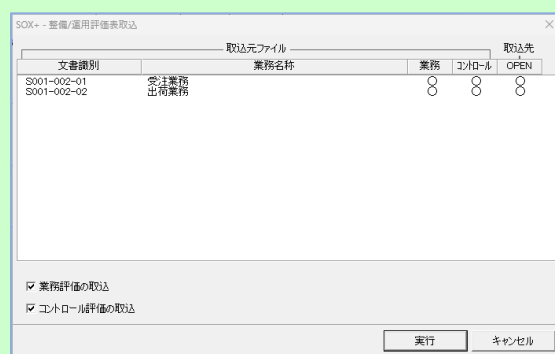 SOX+ - 整備/運用評価表取込
取込元ファイル 取込先
文書識別 業務名称 業務 コントロール OPEN
S001-002-01 受注業務 ○ ○ ○
S001-002-02 出荷業務 ○ ○ ○
業務評価の取込
コントロール評価の取込
実行 キャンセル